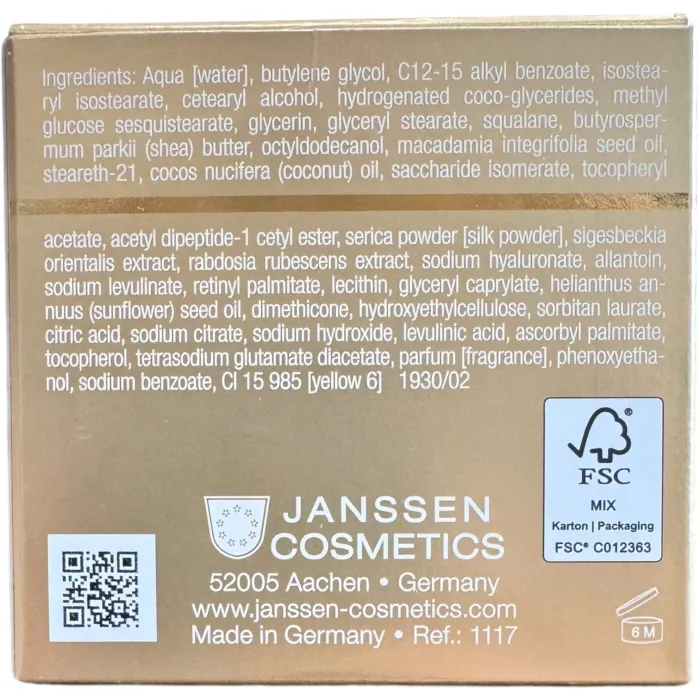 Ingredients: Aqua [water], butylene glycol, C12-15 alkyl benzoate, isostea-
ryl isostearate, cetearyl alcohol, hydrogenated coco-glycerides, methyl
glucose sesquistearate, glycerin, glyceryl stearate, squalane, butyrosper-
mum parkii (shea) butter, octyldodecanol, macadamia integrifolia seed oil,
steareth-21, cocos nucifera (coconut) oil, saccharide isomerate, tocopheryl
acetate, acetyl dipeptide-1 cetyl ester, serica powder [silk powder], sigesbeckia
orientalis extract, rabdosia rubescens extract, sodium hyaluronate, allantoin,
sodium levulinate, retinyl palmitate, lecithin, glyceryl caprylate, helianthus an-
nuus (sunflower) seed oil, dimethicone, hydroxyethylcellulose, sorbitan laurate,
citric acid, sodium citrate, sodium hydroxide, levulinic acid, ascorbyl palmitate,
tocopherol, tetrasodium glutamate diacetate, parfum [fragrance], phenoxyetha-
nol, sodium benzoate, CI 15 985 [yellow 6] 1930/02
®
FSC
MIX
Karton | Packaging
FSC® C012363
JANSSEN
COSMETICS
52005 Aachen • Germany
www.janssen-cosmetics.com
Made in Germany • Ref.: 1117
6 M